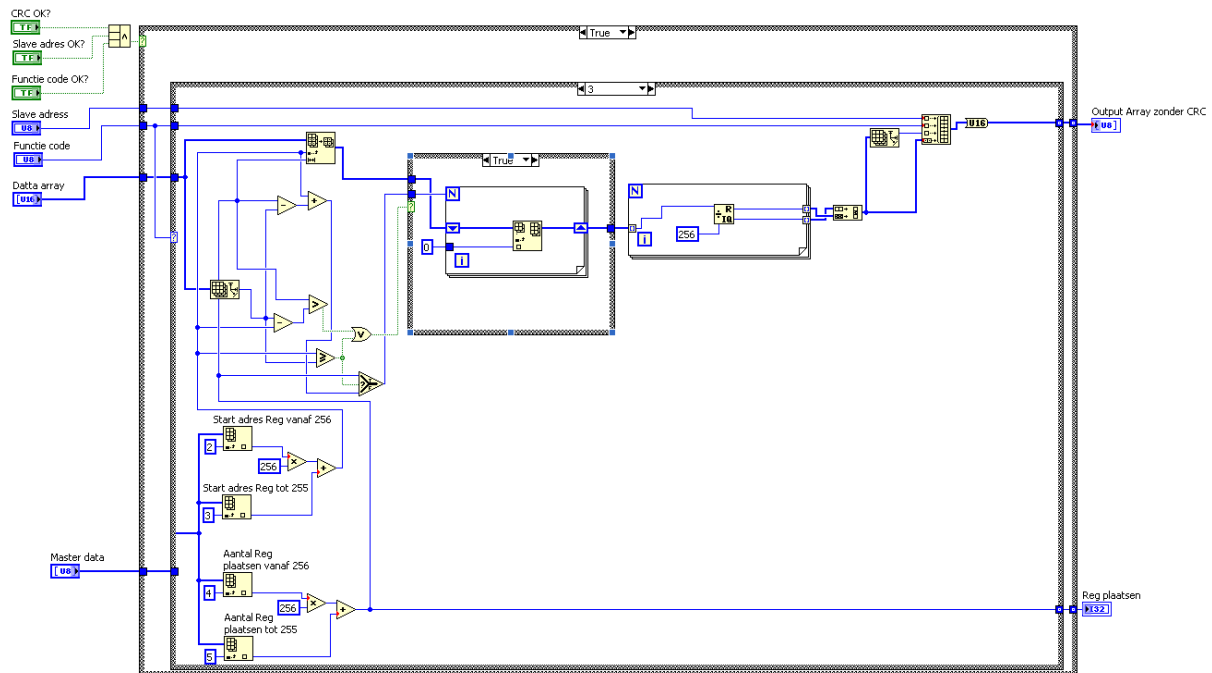 CRC OK?
TF
Slave adres OK?
TF
Functie code OK?
TF
Slave adress
U8
Functie code
U8
Datta array
[U16]
True
3
U16
Output Array zonder CRC
[U8]
True
N
0
i
N
i
256
R
IQ
Start adres Reg vanaf 256
2
256
Start adres Reg tot 255
3
Master data
[U8]
Aantal Reg
plaatsen vanaf 256
4
256
Aantal Reg
plaatsen tot 255
5
Reg plaatsen
I32